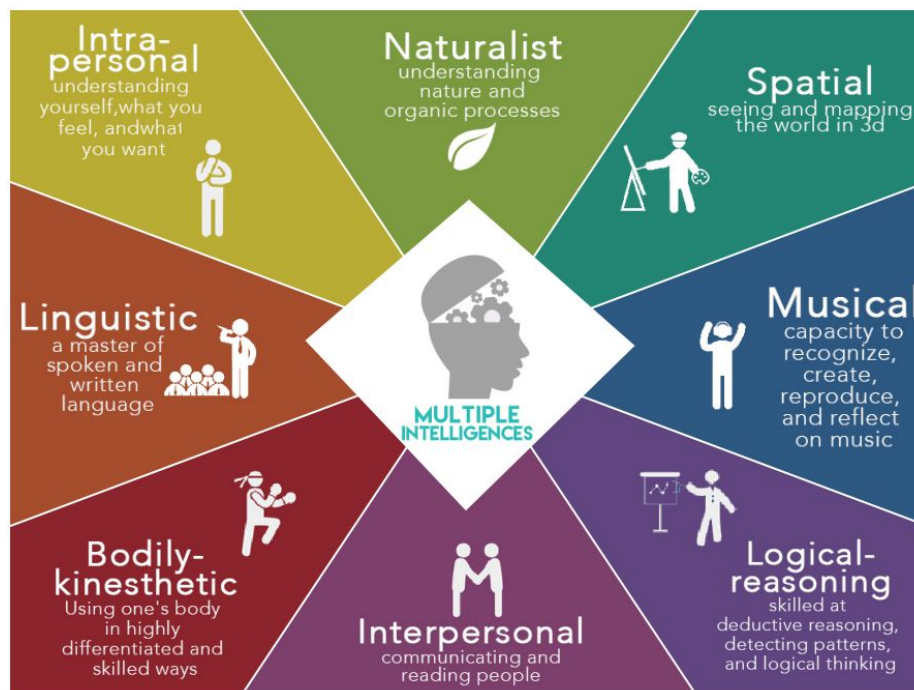 Intra-
personal
understanding
yourself,what you
feel, andwhat
you want
Naturalist
understanding
nature and
organic processes
Spatial
seeing and mapping
the world in 3d
Linguistic
a master of
spoken and
written
language
MULTIPLE
INTELLIGENCES
Musical
capacity to
recognize,
create,
reproduce,
and reflect
on music
Bodily-
kinesthetic
Using one's body
in highly
differentiated and
skilled ways
Interpersonal
communicating and
reading people
Logical-
reasoning
skilled at
deductive reasoning,
detecting patterns,
and logical thinking